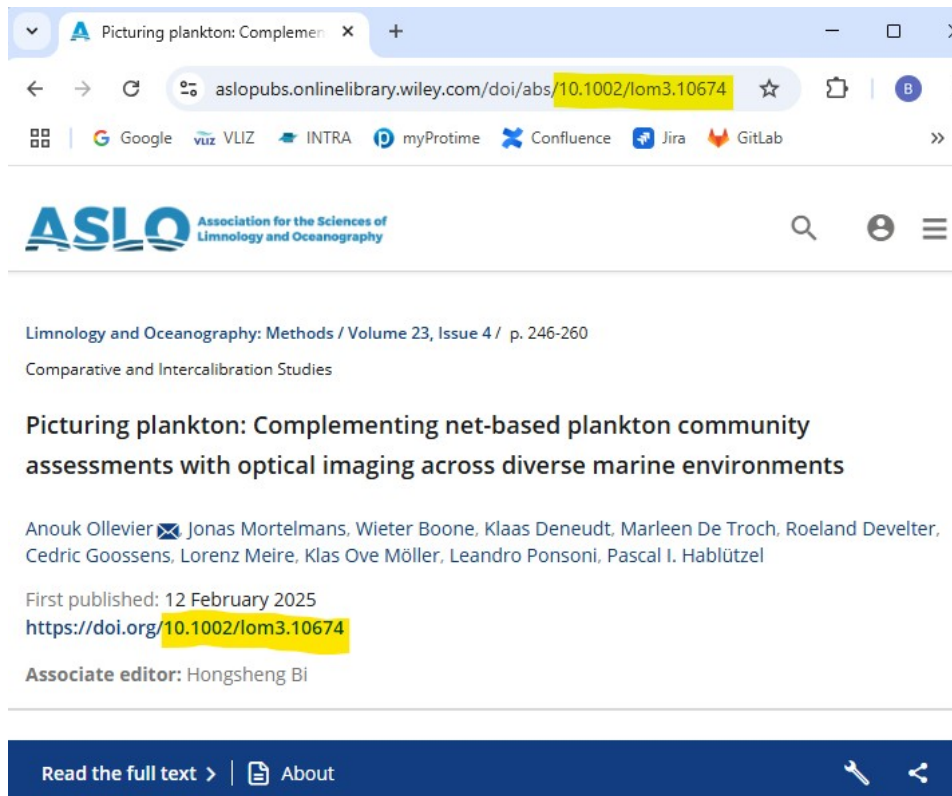 Picturing plankton: Complemen
aslopubs.onlinelibrary.wiley.com/doi/abs/10.1002/lom3.10674
B
Google vliz VLIZ INTRA myProtime Confluence Jira GitLab »
ASLO Association for the Sciences of
Limnology and Oceanography
Limnology and Oceanography: Methods / Volume 23, Issue 4 / p. 246-260
Comparative and Intercalibration Studies
Picturing plankton: Complementing net-based plankton community
assessments with optical imaging across diverse marine environments
Anouk Ollevier, Jonas Mortelmans, Wieter Boone, Klaas Deneudt, Marleen De Troch, Roeland Develter,
Cedric Goossens, Lorenz Meire, Klas Ove Möller, Leandro Ponsoni, Pascal I. Hablützel
First published: 12 February 2025
https://doi.org/10.1002/lom3.10674
Associate editor: Hongsheng Bi
Read the full text > | About